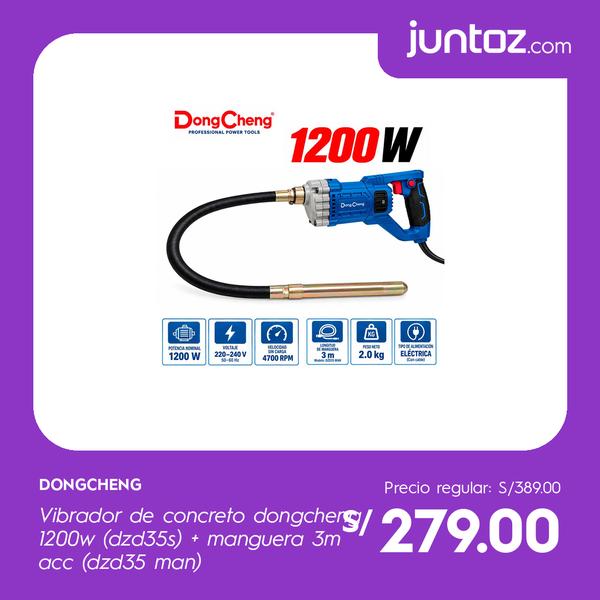 juntoz.com
DongCheng®
PROFESSIONAL POWER TOOLS
1200W
DongCheng
POTENCIA NOMINAL
1200 W
VOLTAJE
220–240 V
50–60 Hz
VELOCIDAD
SIN CARGA
4700 RPM
LONGITUD
DE MANGUERA
3 m
KG
PESO NETO
2.0 kg
TIPO DE ALIMENTACIÓN
ELÉCTRICA
(Con cable)
DONGCHENG
Vibrador de concreto dongcheng
1200w (dzd35s) + manguera 3m
acc (dzd35 man)
Precio regular: S/389.00
S/279.00